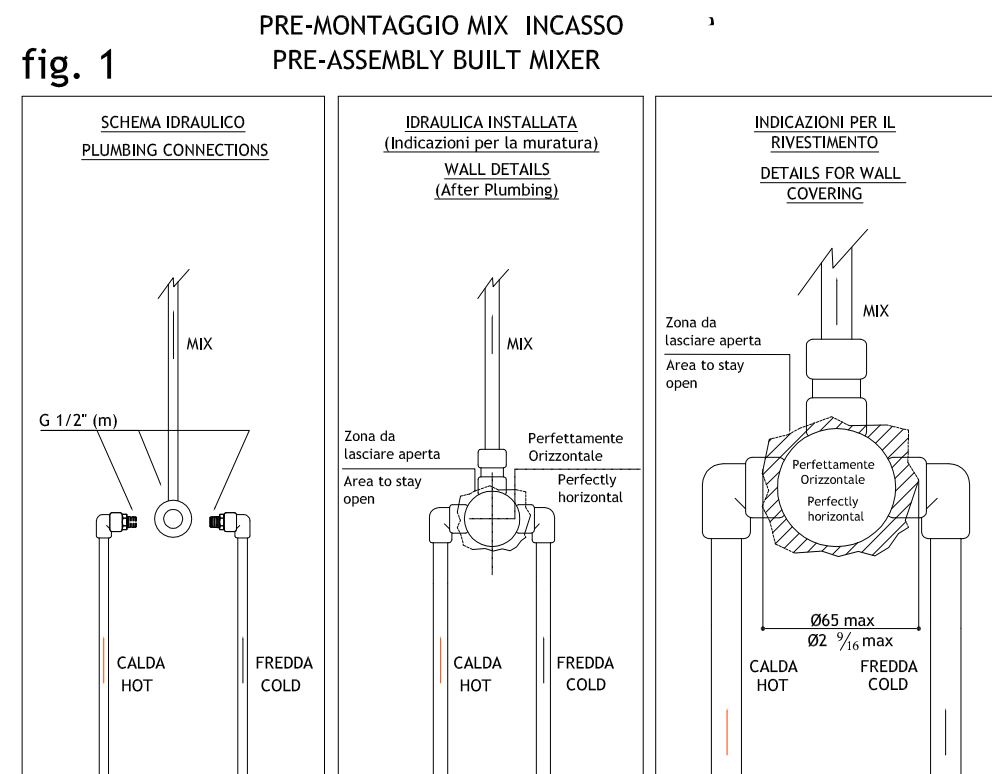 PRE-MONTAGGIO MIX INCASSO
PRE-ASSEMBLY BUILT MIXER
fig. 1
SCHEMA IDRAULICO
PLUMBING CONNECTIONS
MIX
G 1/2" (m)
CALDA
HOT
FREDDA
COLD
IDRAULICA INSTALLATA
(Indicazioni per la muratura)
WALL DETAILS
(After Plumbing)
MIX
Zona da
lasciare aperta
Area to stay
open
Perfettamente
Orizzontale
Perfectly
horizontal
CALDA
HOT
FREDDA
COLD
INDICAZIONI PER IL
RIVESTIMENTO
DETAILS FOR WALL
COVERING
MIX
Zona da
lasciare aperta
Area to stay
open
Perfettamente
Orizzontale
Perfectly
horizontal
Ø65 max
Ø2 9/16 max
CALDA
HOT
FREDDA
COLD